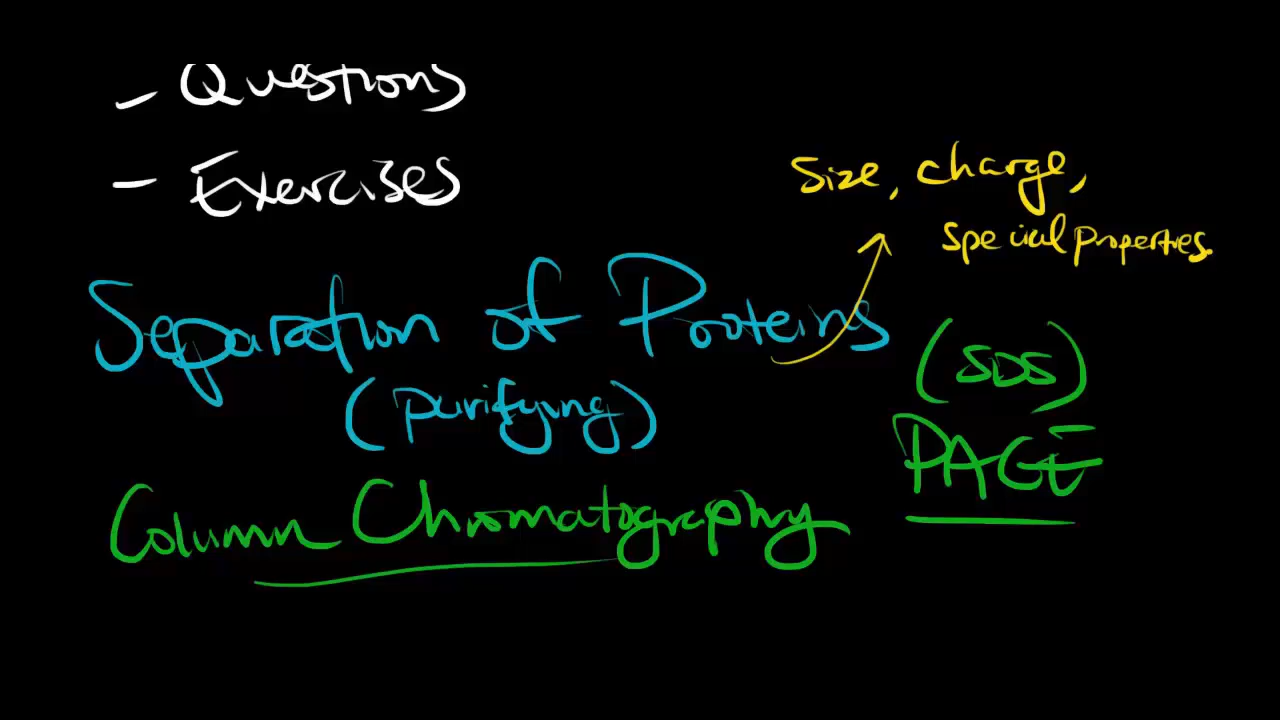 - Questions
- Exercises
Size, charge,
special properties.
Separation of Proteins
(purifying)
(SDS)
PAGE
Column Chromatography